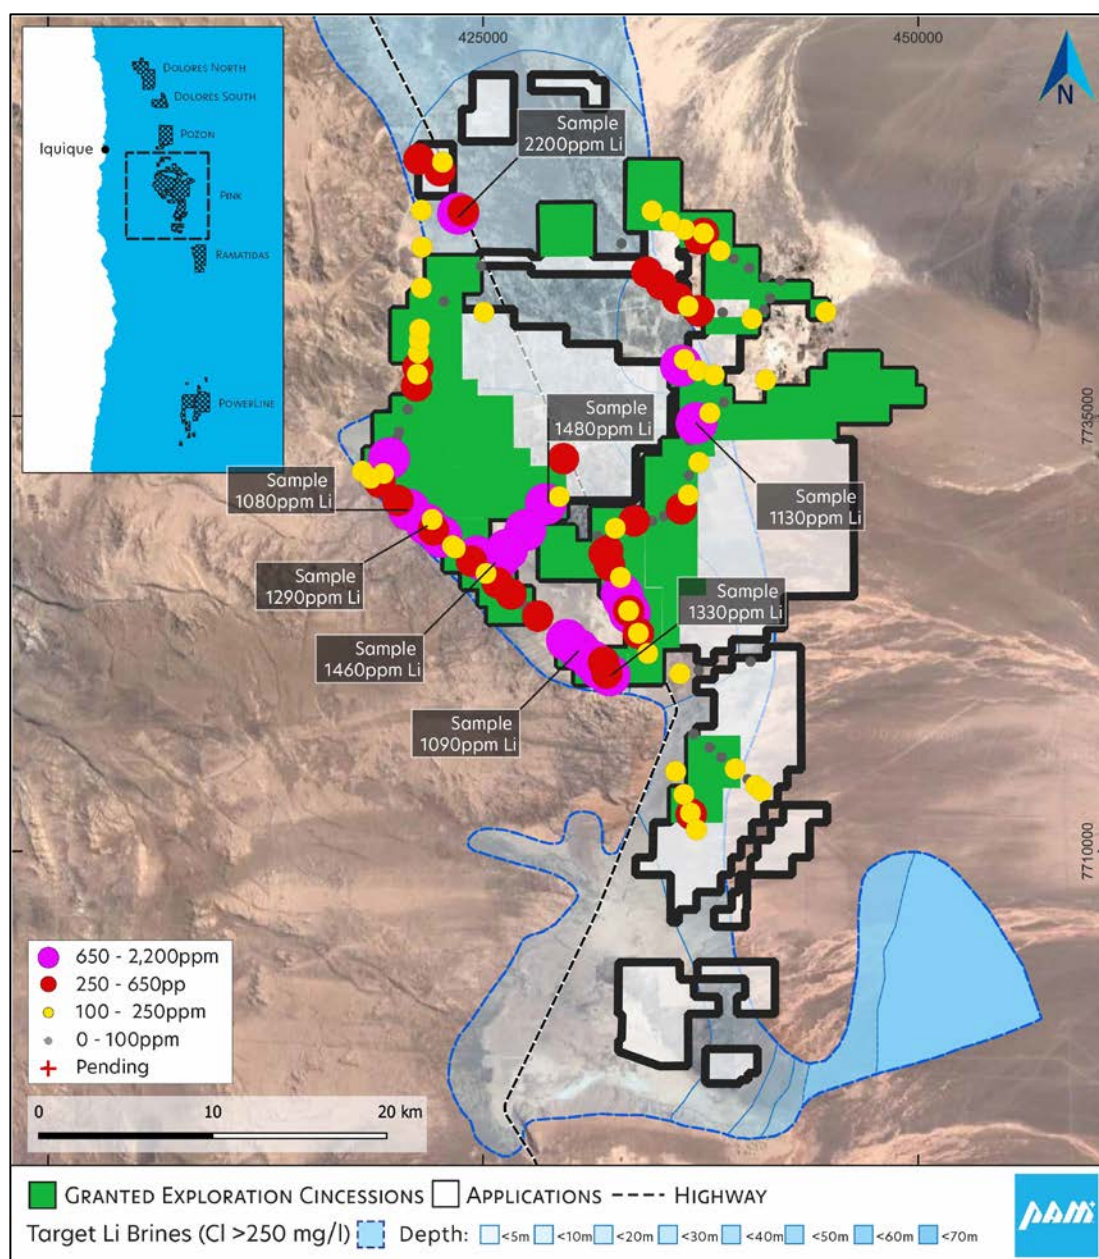 425000
450000
7735000
7710000
N
Dolores North
Dolores South
Pozon
Iquique
Pink
Ramatidas
Powerline
Sample
2200ppm Li
Sample
1480ppm Li
Sample
1080ppm Li
Sample
1130ppm Li
Sample
1290ppm Li
Sample
1330ppm Li
Sample
1460ppm Li
Sample
1090ppm Li
650 - 2,200ppm
250 - 650pp
100 - 250ppm
0 - 100ppm
Pending
0 10 20 km
Granted Exploration Cincessions Applications Highway
Target Li Brines (Cl >250 mg/l) Depth: <5m <10m <20m <30m <40m <50m <60m <70m
pam